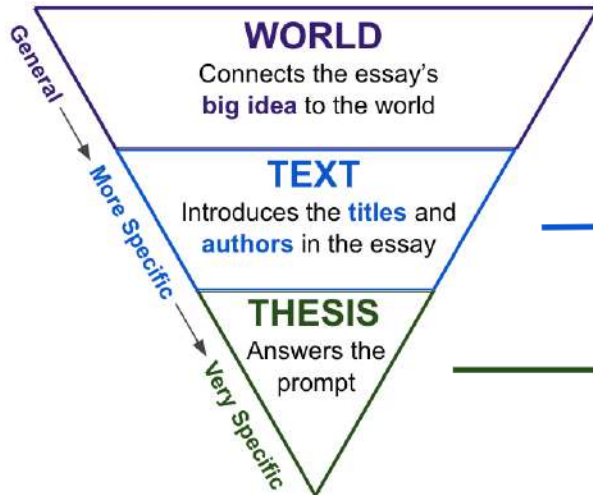 WORLD
Connects the essay's
big idea to the world
TEXT
Introduces the titles and
authors in the essay
THESIS
Answers the
prompt
General
More Specific
Very Specific